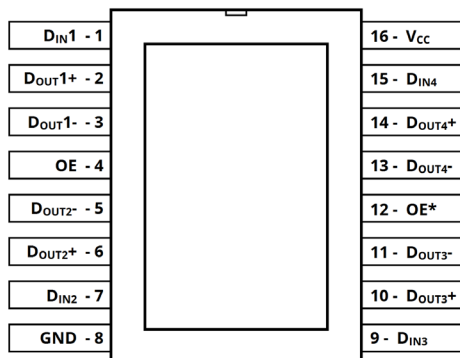 DIN1 - 1
DOUT1+ - 2
DOUT1- - 3
OE - 4
DOUT2- - 5
DOUT2+ - 6
DIN2 - 7
GND - 8
16 - VCC
15 - DIN4
14 - DOUT4+
13 - DOUT4-
12 - OE*
11 - DOUT3-
10 - DOUT3+
9 - DIN3